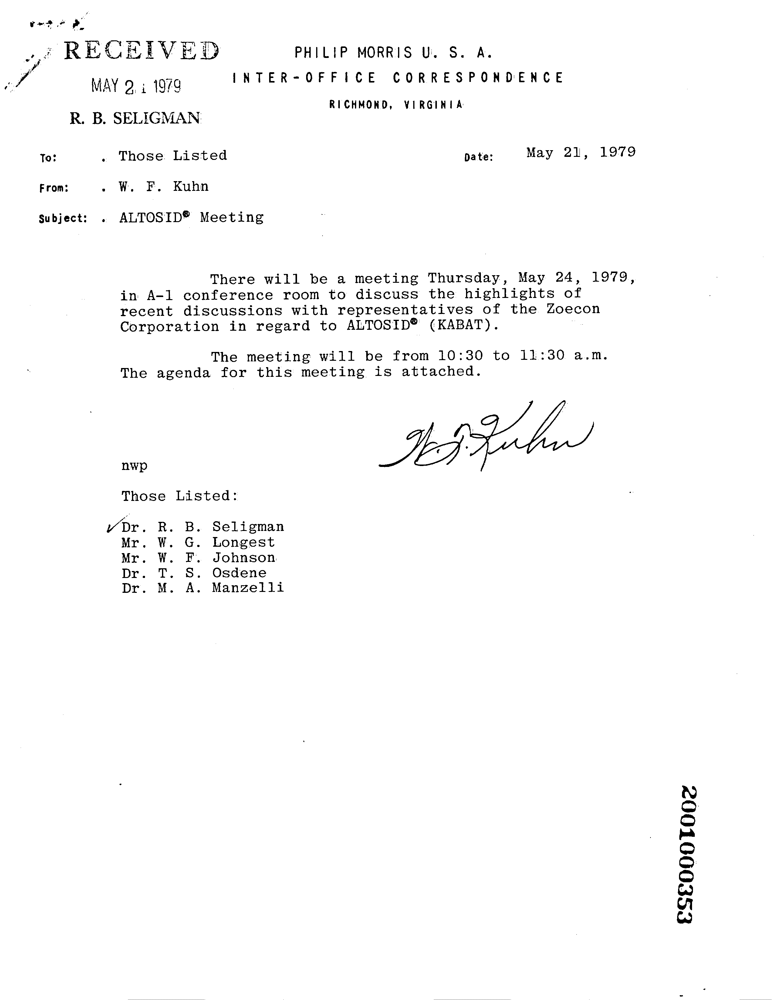 RECEIVED
MAY 21 1979
R. B. SELIGMAN
PHILIP MORRIS U. S. A.
INTER-OFFICE CORRESPONDENCE
RICHMOND, VIRGINIA
To: . Those Listed
Date: May 21, 1979
From: . W. F. Kuhn
Subject: . ALTOSID® Meeting
There will be a meeting Thursday, May 24, 1979,
in A-1 conference room to discuss the highlights of
recent discussions with representatives of the Zoecon
Corporation in regard to ALTOSID® (KABAT).
The meeting will be from 10:30 to 11:30 a.m.
The agenda for this meeting is attached.
W. F. Kuhn
nwp
Those Listed:
✓Dr. R. B. Seligman
Mr. W. G. Longest
Mr. W. F. Johnson
Dr. T. S. Osdene
Dr. M. A. Manzelli
2001000353